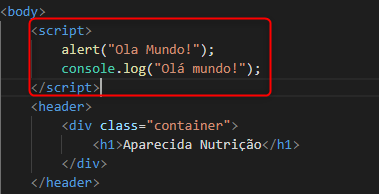 <body>
<script>
alert("Ola Mundo!");
console.log("Olá mundo!");
</script>
<header>
<div class="container">
<h1>Aparecida Nutrição</h1>
</div>
</header>